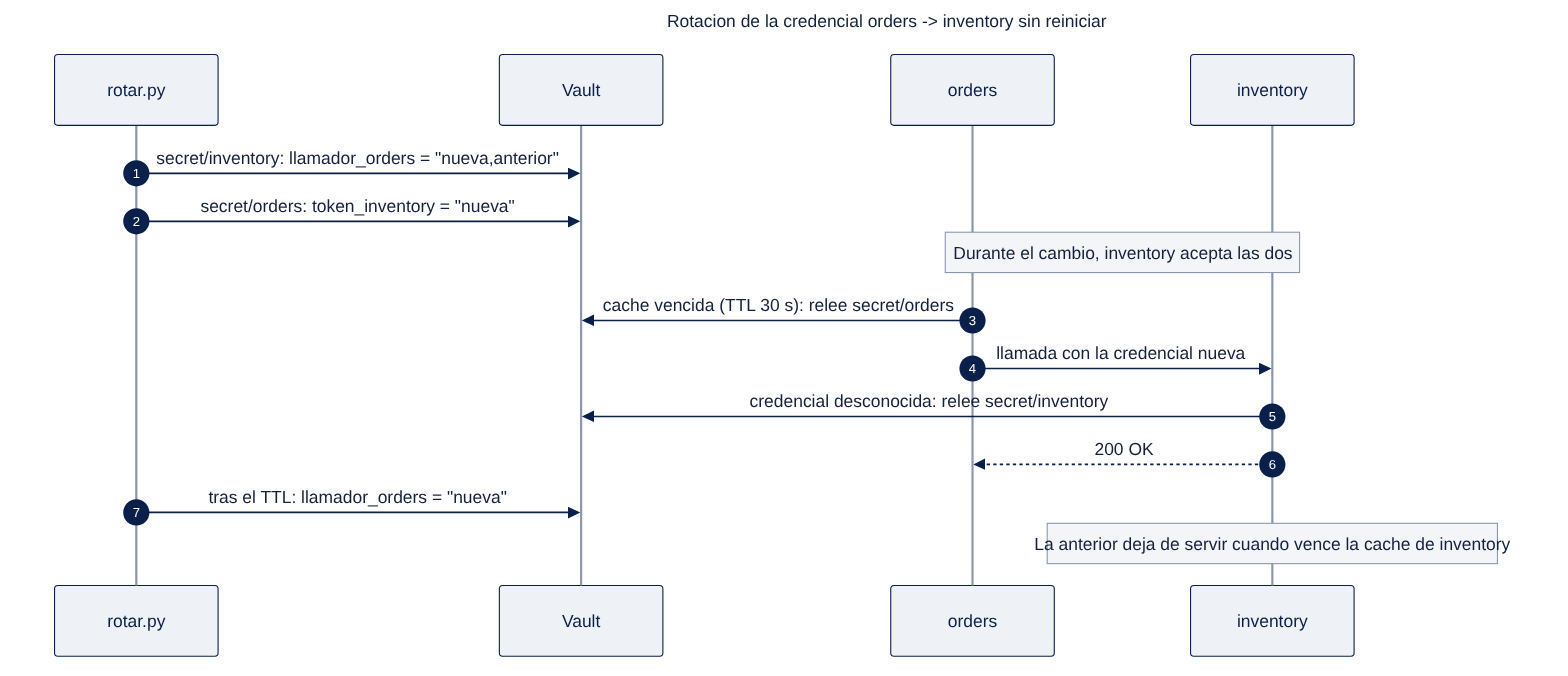 Rotacion de la credencial orders -> inventory sin reiniciar
rotar.py
Vault
orders
inventory
1
secret/inventory: llamador_orders = "nueva,anterior"
2
secret/orders: token_inventory = "nueva"
Durante el cambio, inventory acepta las dos
cache vencida (TTL 30 s): relee secret/orders
3
llamada con la credencial nueva
4
credencial desconocida: relee secret/inventory
5
200 OK
6
tras el TTL: llamador_orders = "nueva"
7
La anterior deja de servir cuando vence la cache de inventory
rotar.py
Vault
orders
inventory